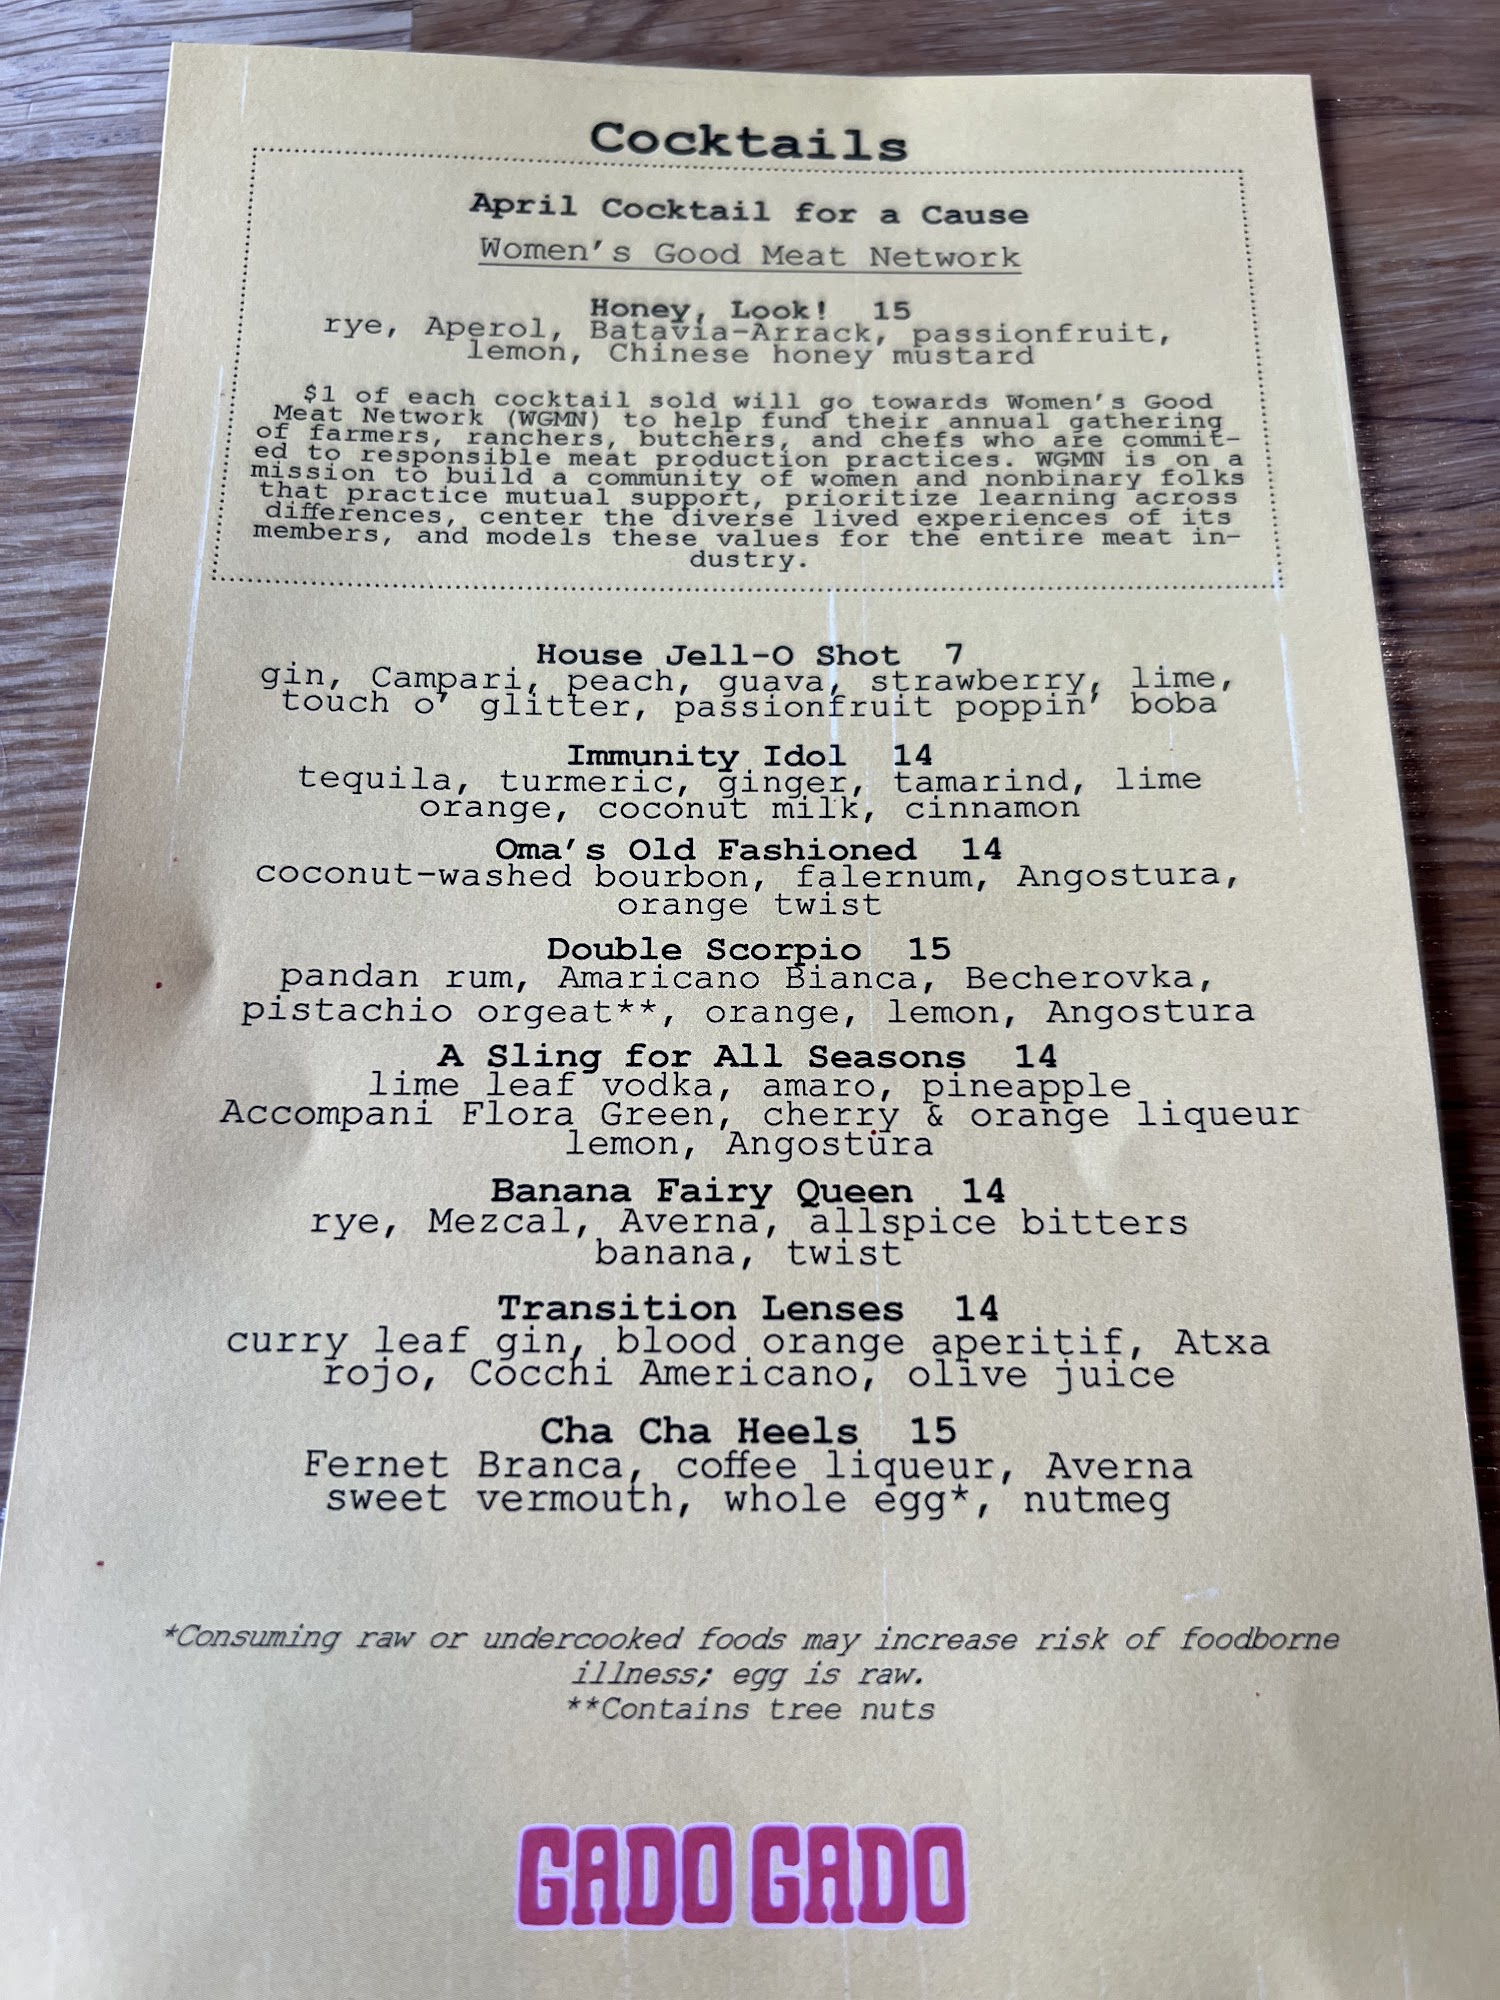 Cocktails
April Cocktail for a Cause
Women's Good Meat Network
Honey, Look!  15
rye, Aperol, Batavia-Arrack, passionfruit,
lemon, Chinese honey mustard
$1 of each cocktail sold will go towards Women's Good
Meat Network (WGMN) to help fund their annual gathering
of farmers, ranchers, butchers, and chefs who are commit-
ed to responsible meat production practices. WGMN is on a
mission to build a community of women and nonbinary folks
that practice mutual support, prioritize learning across
differences, center the diverse lived experiences of its
members, and models these values for the entire meat in-
dustry.
House Jell-O Shot  7
gin, Campari, peach, guava, strawberry, lime,
touch o' glitter, passionfruit poppin' boba
Immunity Idol  14
tequila, turmeric, ginger, tamarind, lime
orange, coconut milk, cinnamon
Oma's Old Fashioned  14
coconut-washed bourbon, falernum, Angostura,
orange twist
Double Scorpio  15
pandan rum, Amaricano Bianca, Becherovka,
pistachio orgeat**, orange, lemon, Angostura
A Sling for All Seasons  14
lime leaf vodka, amaro, pineapple
Accompani Flora Green, cherry & orange liqueur
lemon, Angostura
Banana Fairy Queen  14
rye, Mezcal, Averna, allspice bitters
banana, twist
Transition Lenses  14
curry leaf gin, blood orange aperitif, Atxa
rojo, Cocchi Americano, olive juice
Cha Cha Heels  15
Fernet Branca, coffee liqueur, Averna
sweet vermouth, whole egg*, nutmeg
*Consuming raw or undercooked foods may increase risk of foodborne
illness; egg is raw.
**Contains tree nuts
GADO GADO